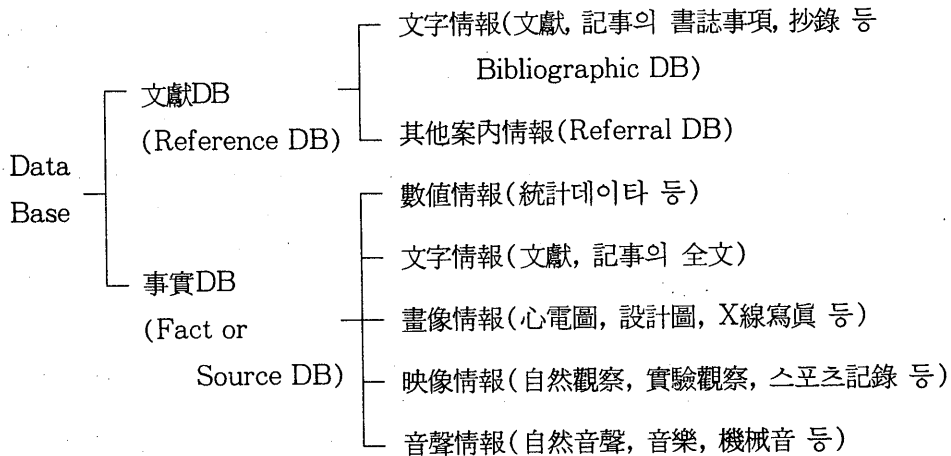 文字情報(文獻, 記事의 書誌事項, 抄錄 등
Bibliographic DB)
文獻DB
(Reference DB)
其他案內情報(Referral DB)
Data
Base
數値情報(統計데이타 등)
文字情報(文獻, 記事의 全文)
事實DB
(Fact or
Source DB)
畫像情報(心電圖, 設計圖, X線寫眞 등)
映像情報(自然觀察, 實驗觀察, 스포츠記錄 등)
音聲情報(自然音聲, 音樂, 機械音 등)